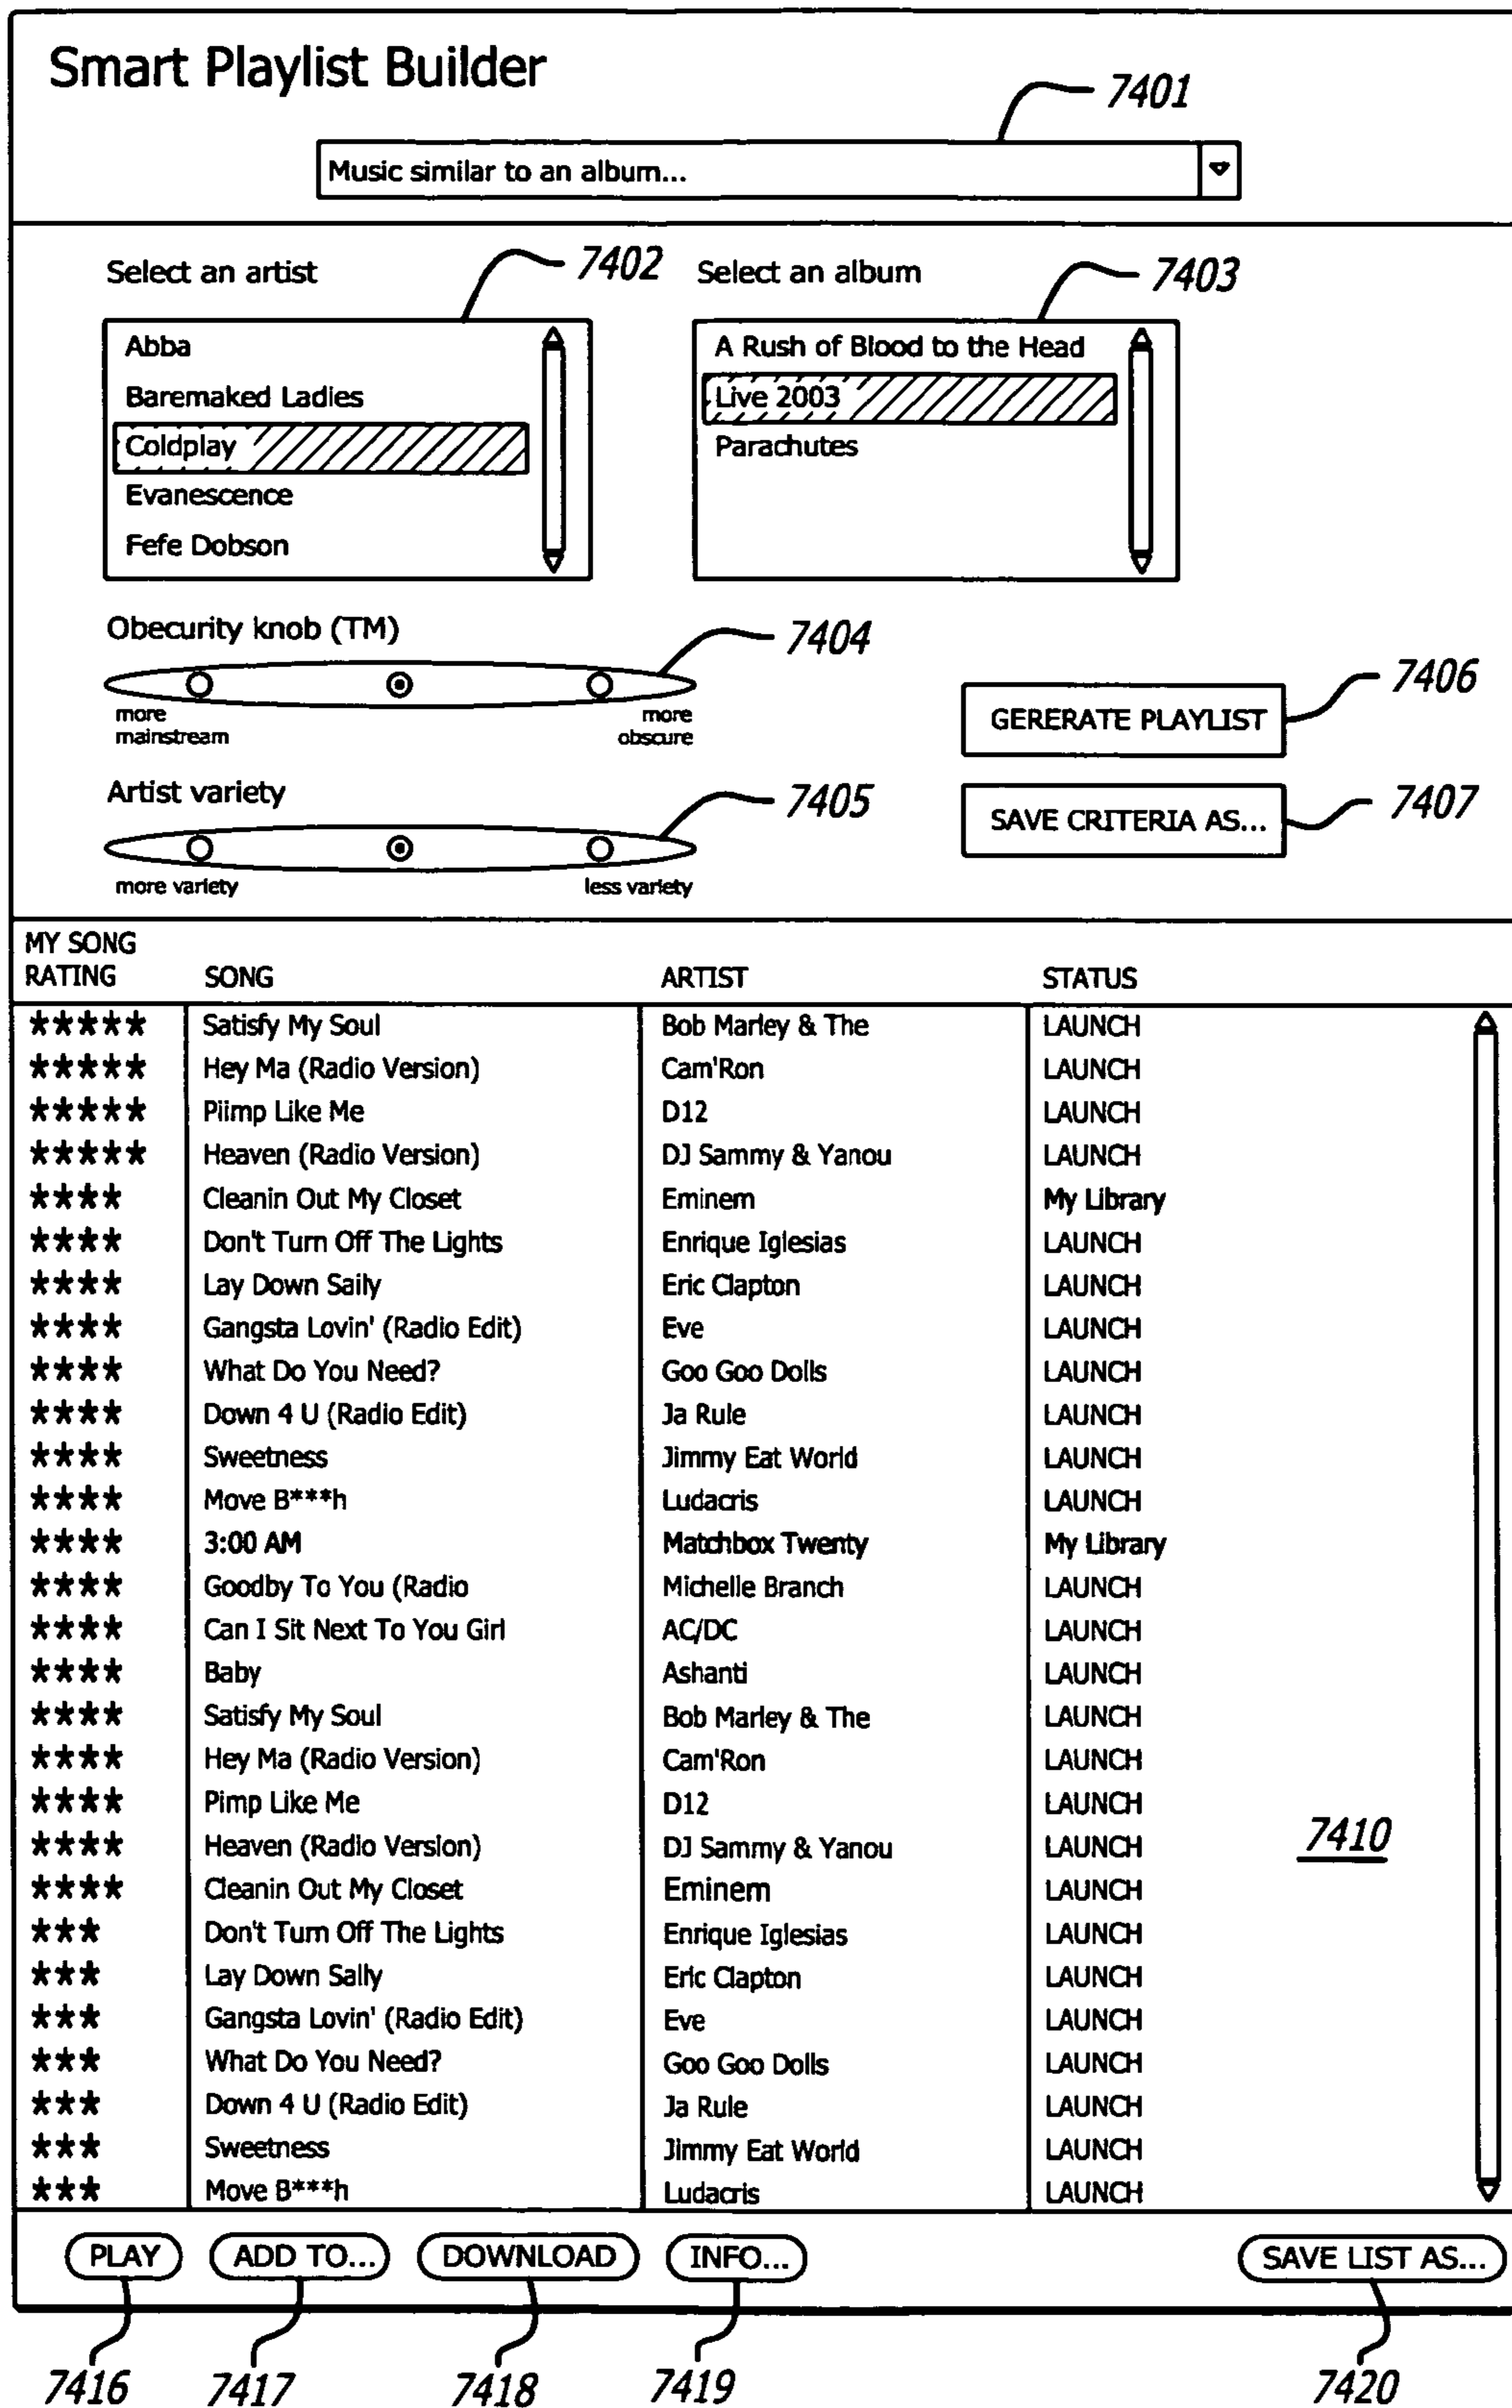 Smart Playlist Builder
7401
Music similar to an album...
Select an artist
7402
Select an album
7403
Abba
Baremaked Ladies
Coldplay
Evanescence
Fefe Dobson
A Rush of Blood to the Head
Live 2003
Parachutes
Obecurity knob (TM)
7404
more mainstream
more obscure
7406
GERERATE PLAYLIST
Artist variety
7405
more variety
less variety
SAVE CRITERIA AS...
7407
MY SONG RATING SONG ARTIST STATUS
★★★★★ Satisfy My Soul Bob Marley & The LAUNCH
★★★★★ Hey Ma (Radio Version) Cam'Ron LAUNCH
★★★★★ Piimp Like Me D12 LAUNCH
★★★★★ Heaven (Radio Version) DJ Sammy & Yanou LAUNCH
★★★★ Cleanin Out My Closet Eminem My Library
★★★★ Don't Turn Off The Lights Enrique Iglesias LAUNCH
★★★★ Lay Down Saily Eric Clapton LAUNCH
★★★★ Gangsta Lovin' (Radio Edit) Eve LAUNCH
★★★★ What Do You Need? Goo Goo Dolls LAUNCH
★★★★ Down 4 U (Radio Edit) Ja Rule LAUNCH
★★★★ Sweetness Jimmy Eat World LAUNCH
★★★★ Move B***h Ludacris LAUNCH
★★★★ 3:00 AM Matchbox Twenty My Library
★★★★ Goodby To You (Radio Michelle Branch LAUNCH
★★★★ Can I Sit Next To You Girl AC/DC LAUNCH
★★★★ Baby Ashanti LAUNCH
★★★★ Satisfy My Soul Bob Marley & The LAUNCH
★★★★ Hey Ma (Radio Version) Cam'Ron LAUNCH
★★★★ Pimp Like Me D12 LAUNCH
★★★★ Heaven (Radio Version) DJ Sammy & Yanou LAUNCH
7410
★★★★ Cleanin Out My Closet Eminem LAUNCH
★★★ Don't Turn Off The Lights Enrique Iglesias LAUNCH
★★★ Lay Down Sally Eric Clapton LAUNCH
★★★ Gangsta Lovin' (Radio Edit) Eve LAUNCH
★★★ What Do You Need? Goo Goo Dolls LAUNCH
★★★ Down 4 U (Radio Edit) Ja Rule LAUNCH
★★★ Sweetness Jimmy Eat World LAUNCH
★★★ Move B***h Ludacris LAUNCH
PLAY ADD TO... DOWNLOAD INFO... SAVE LIST AS...
7416 7417 7418 7419 7420